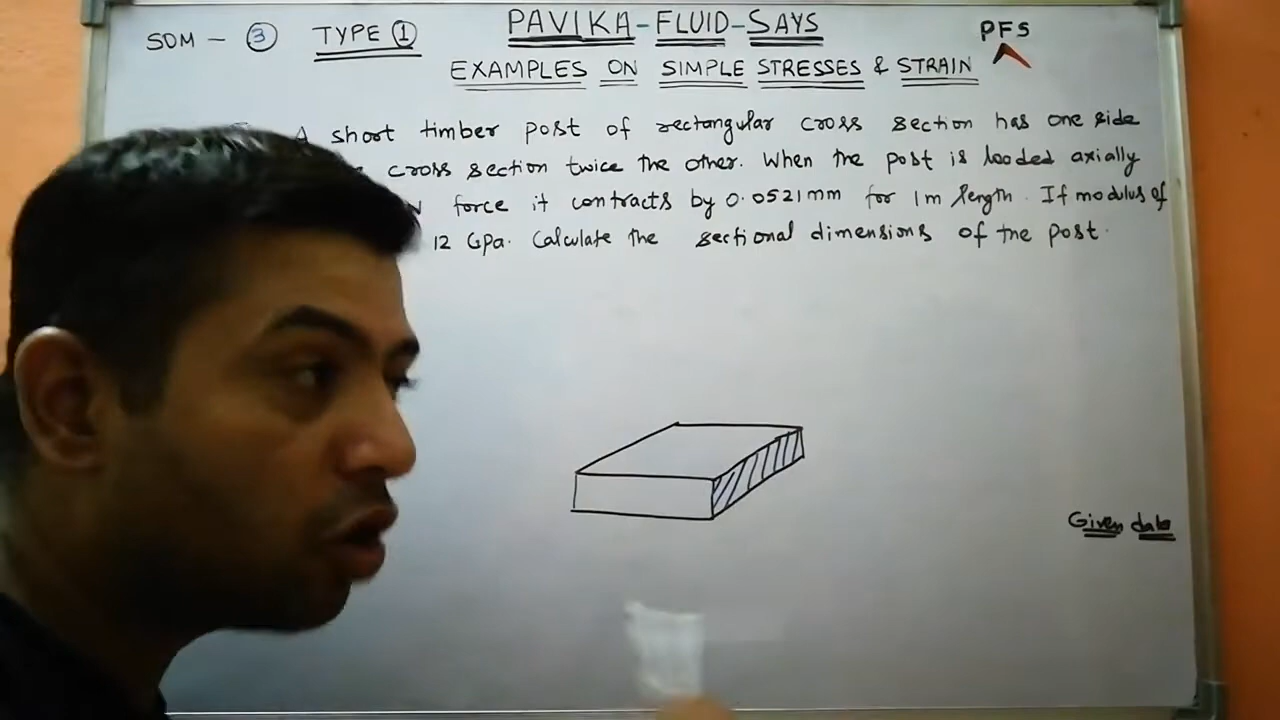 SOM - 3 TYPE 1 PAVIKA-FLUID-SAYS PFS
EXAMPLES ON SIMPLE STRESSES & STRAIN
A short timber post of rectangular cross section has one side
cross section twice the other. When the post is loaded axially
N force it contracts by 0.0521mm for 1m length. If modulus of
12 Gpa. Calculate the sectional dimensions of the post.
Given data